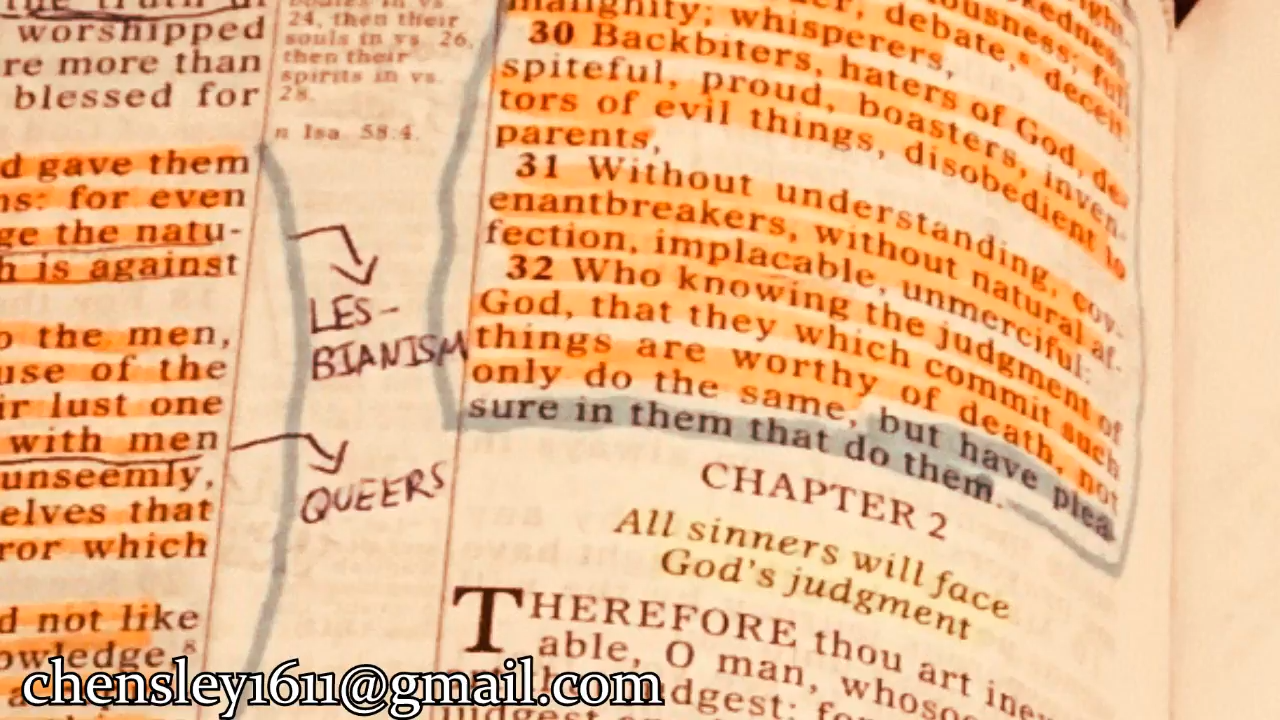 worshipped
re more than
blessed for
d gave them
ns: for even
ge the natu-
h is against
o the men,
use of the
ir lust one
with men
unseemly,
elves that
ror which
d not like
owledge,⁸
24, then their
souls in vs. 26,
then their
spirits in vs.
28.
n Isa 58:4.
LES-
BIANISM
QUEERS
malignity; whisperers,
30 Backbiters, haters of God, de-
spiteful, proud, boasters, inven-
tors of evil things, disobedient to
parents,
31 Without understanding, cov-
enantbreakers, without natural af-
fection, implacable, unmerciful:
32 Who knowing the judgment of
God, that they which commit such
things are worthy of death, not
only do the same, but have plea-
sure in them that do them.
CHAPTER 2
All sinners will face
God's judgment
THEREFORE thou art inex
able, O man, whoso
chensley1611@gmail.com